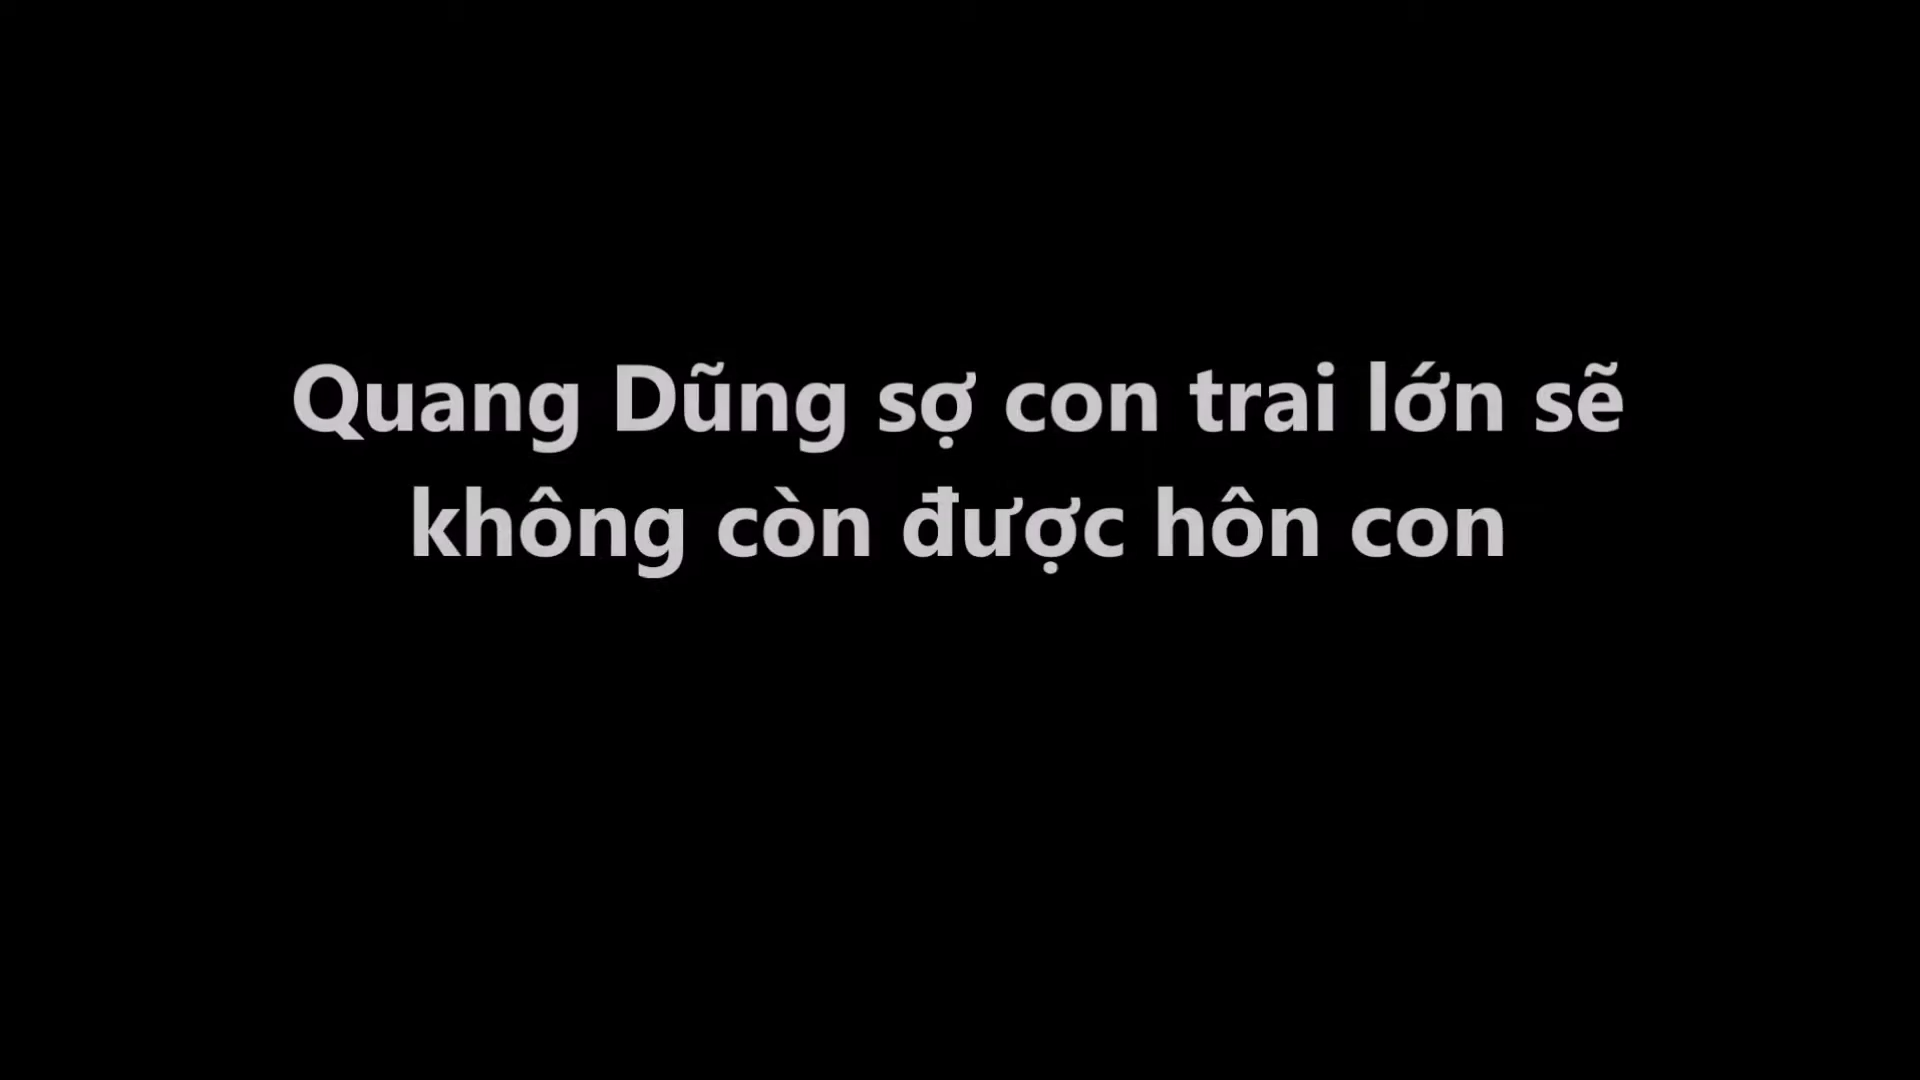 Quang Dũng sợ con trai lớn sẽ
không còn được hôn con